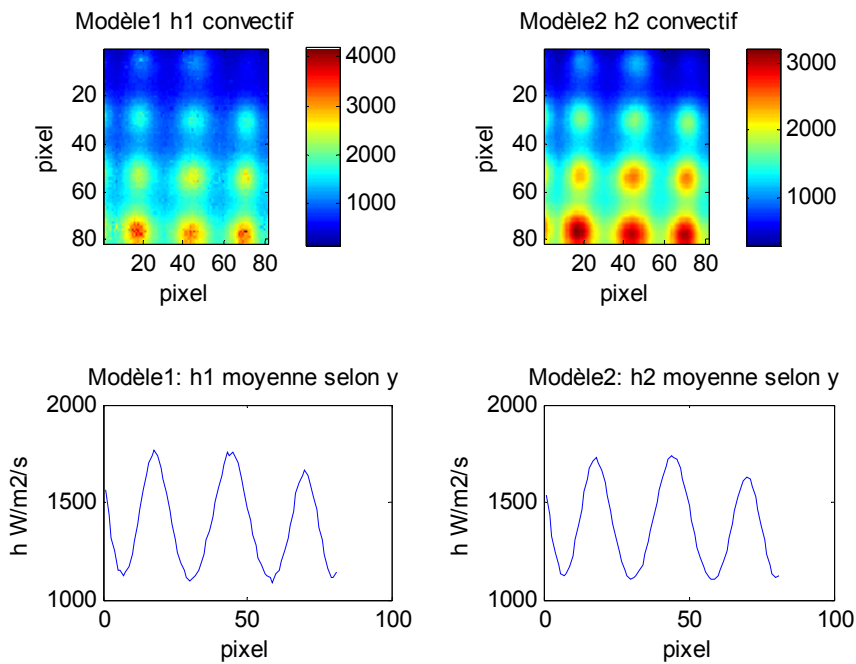 Modèle1 h1 convectif
pixel
20
40
60
80
20 40 60 80
pixel
4000
3000
2000
1000
Modèle2 h2 convectif
pixel
20
40
60
80
20 40 60 80
pixel
3000
2000
1000
Modèle1: h1 moyenne selon y
h W/m2/s
2000
1500
1000
0 50 100
pixel
Modèle2: h2 moyenne selon y
h W/m2/s
2000
1500
1000
0 50 100
pixel